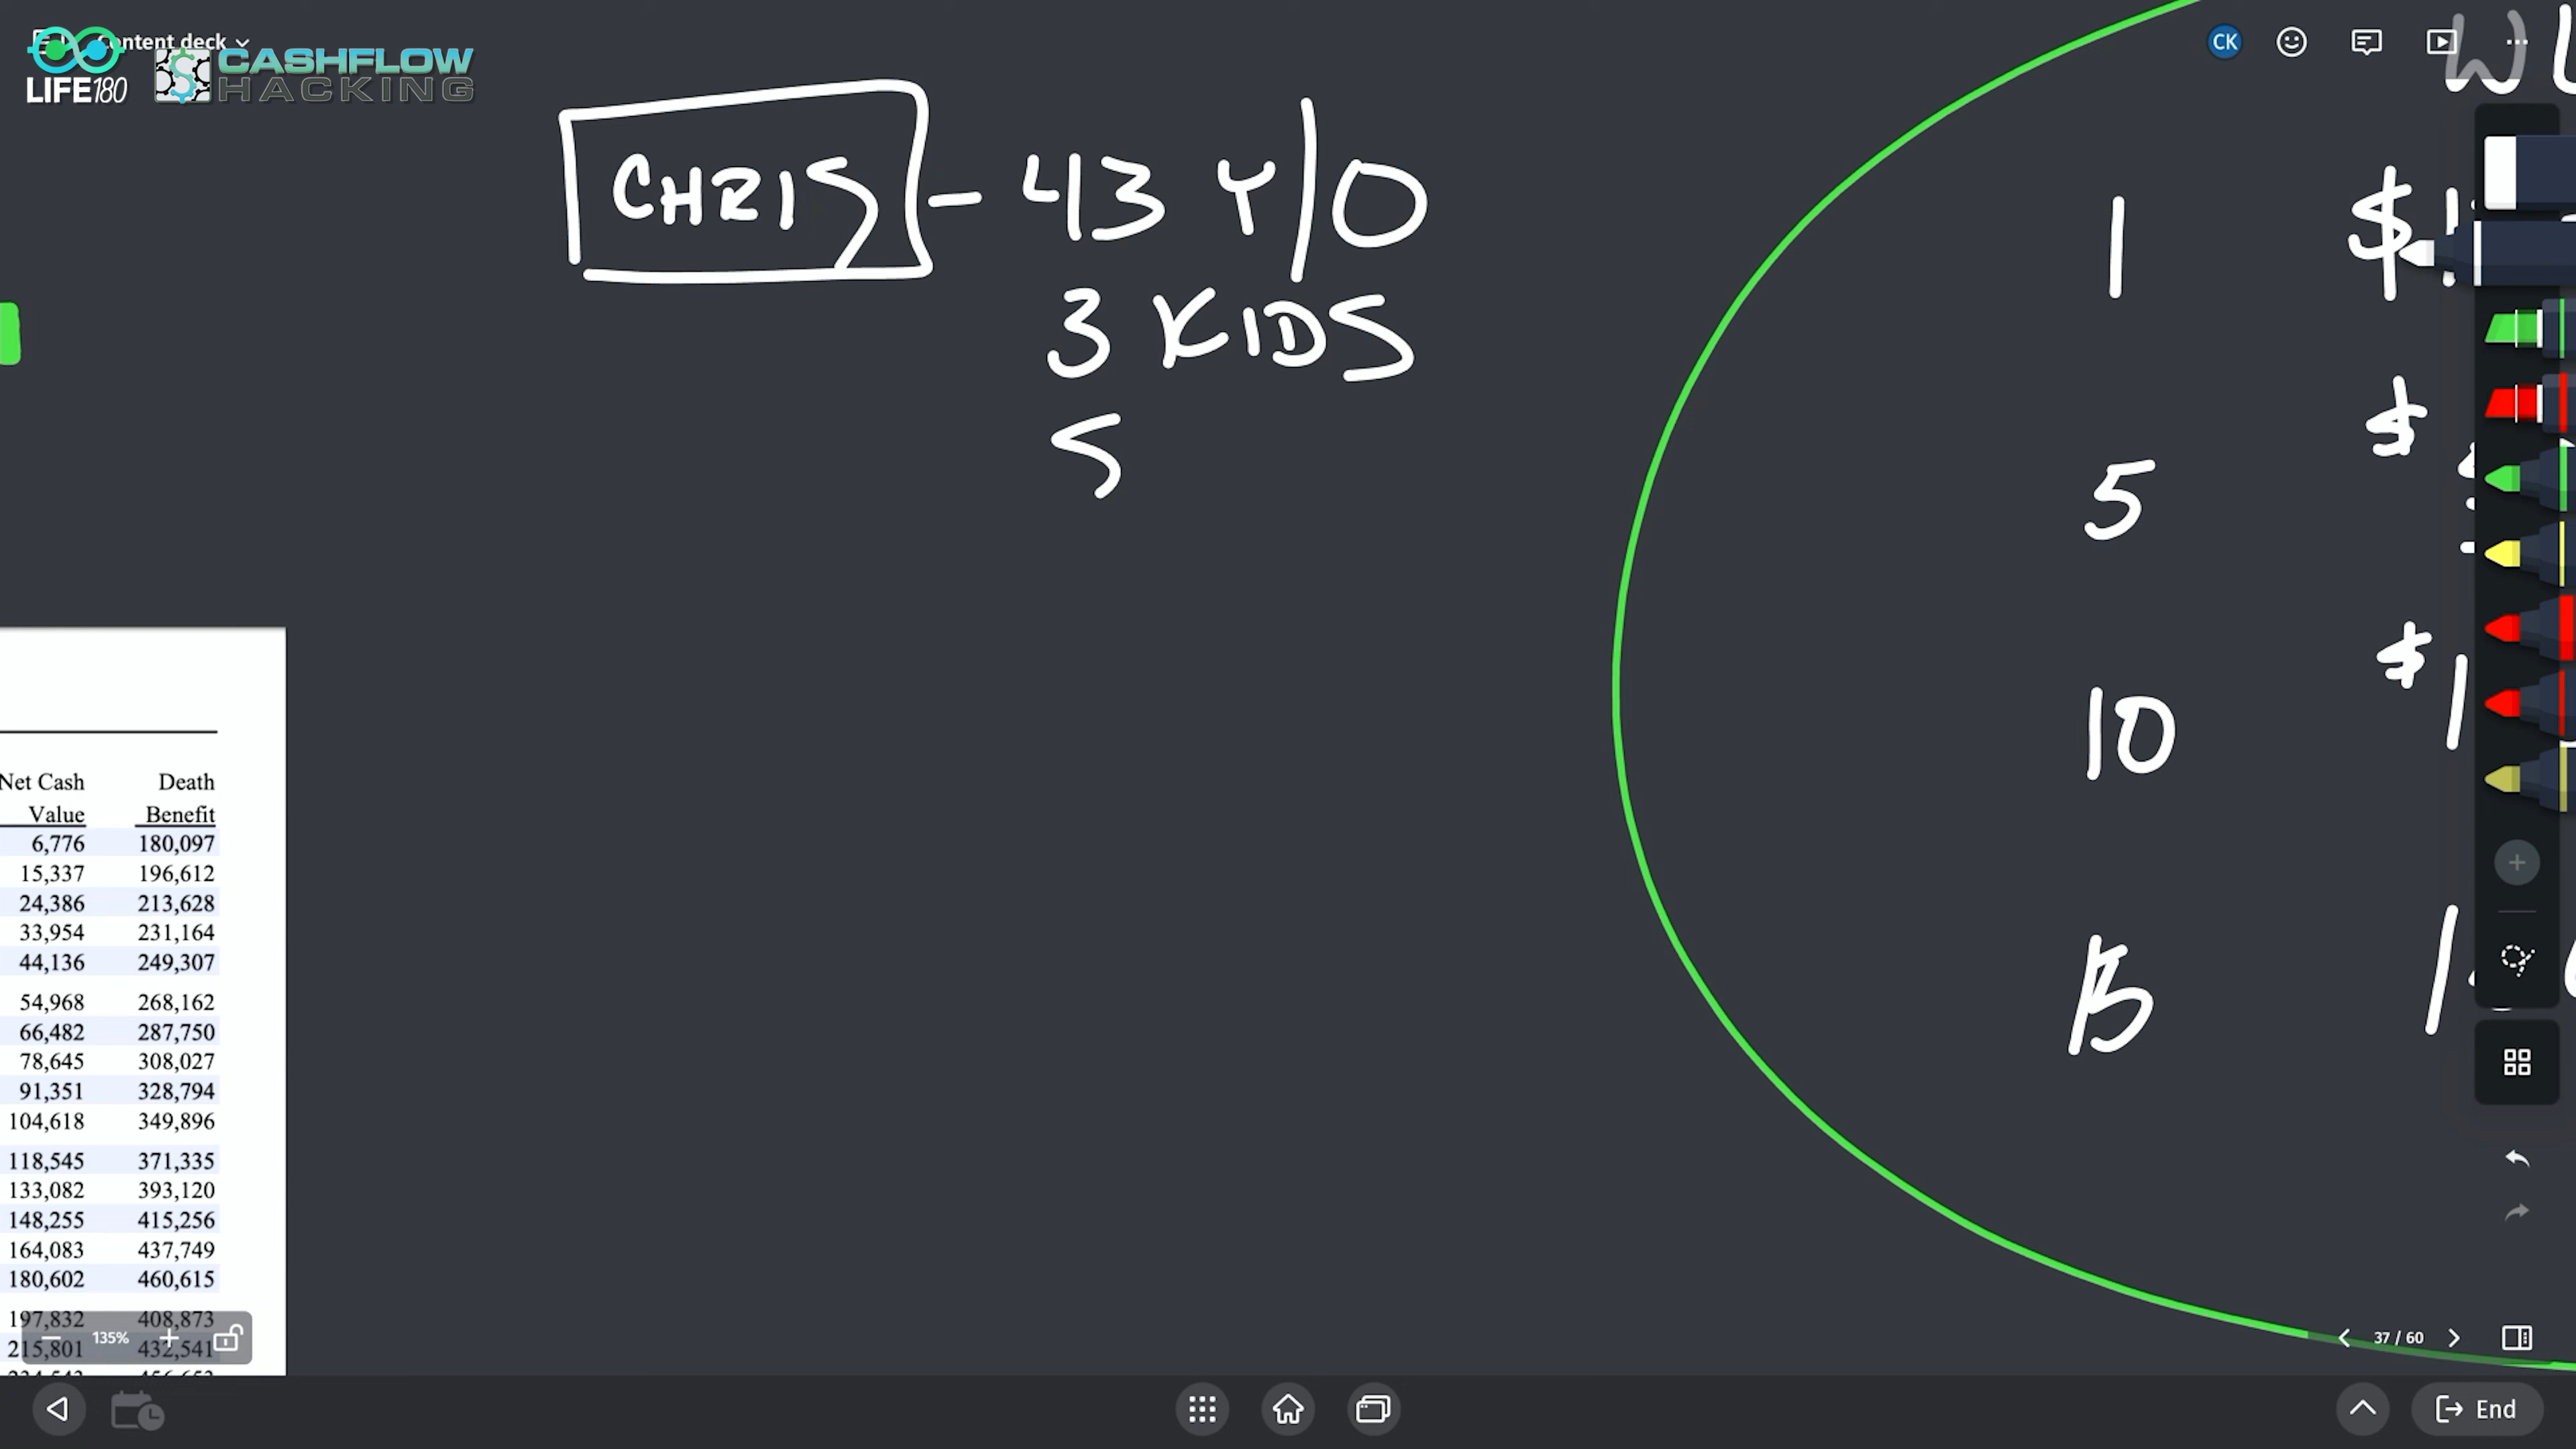 Content deck
LIFE180
CASHFLOW
HACKING
CK
CHRIS - 43 Y/O
3 KIDS
S
1 $1
5 $
10 $1
15 1
Net Cash Death
Value Benefit
6,776 180,097
15,337 196,612
24,386 213,628
33,954 231,164
44,136 249,307
54,968 268,162
66,482 287,750
78,645 308,027
91,351 328,794
104,618 349,896
118,545 371,335
133,082 393,120
148,255 415,256
164,083 437,749
180,602 460,615
197,832 408,873
215,801 432,541
135%
37 / 60
End